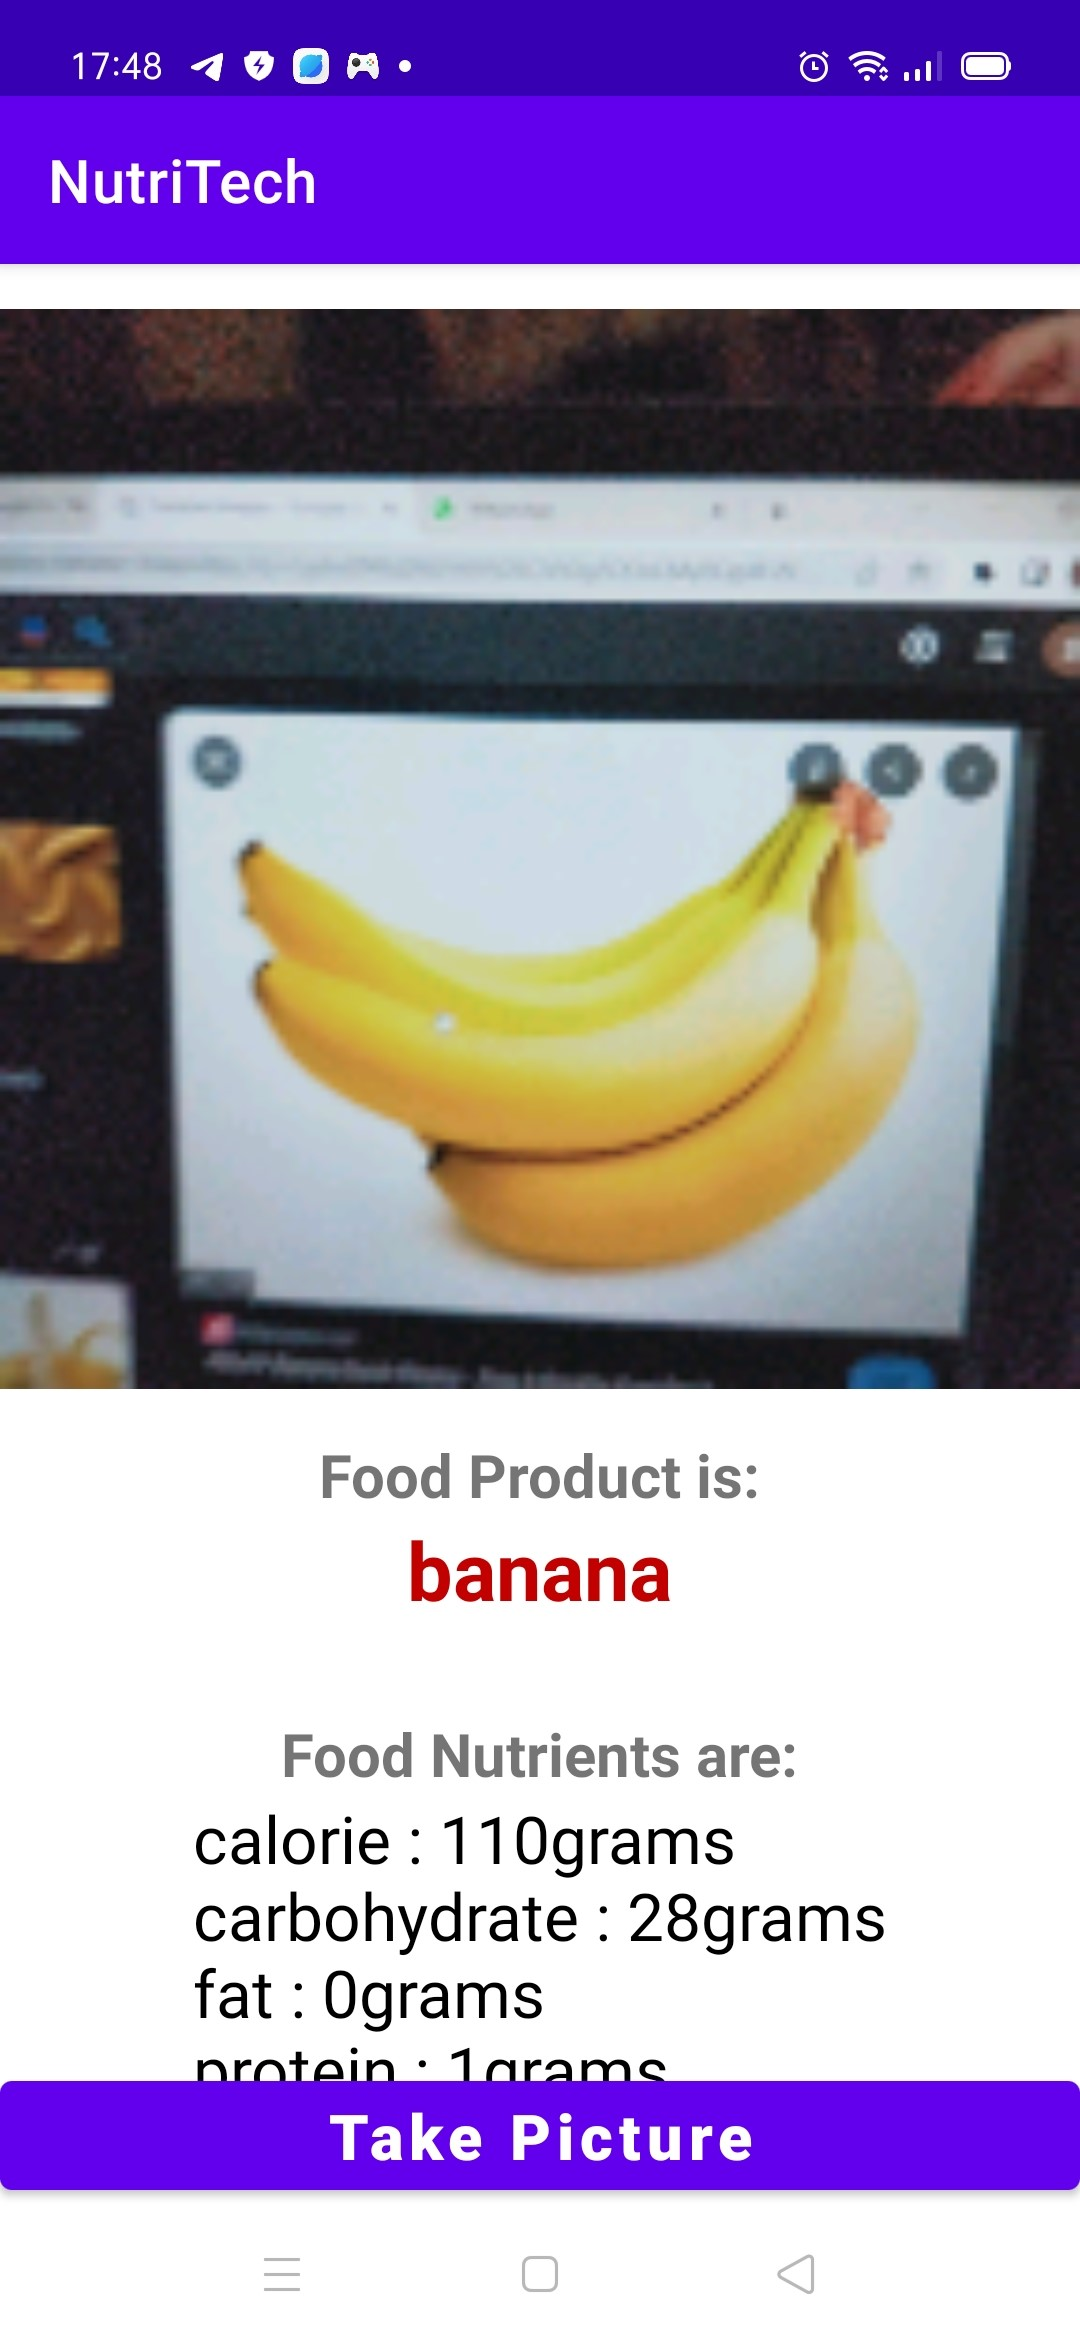 17:48
NutriTech
Food Product is:
banana
Food Nutrients are:
calorie : 110grams
carbohydrate : 28grams
fat : 0grams
protein : 1grams
Take Picture